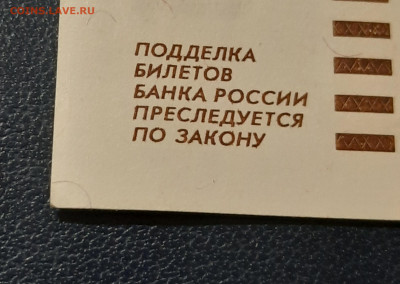 COINS.LAVE.RU
ПОДДЕЛКА
БИЛЕТОВ
БАНКА РОССИИ
ПРЕСЛЕДУЕТСЯ
ПО ЗАКОНУ